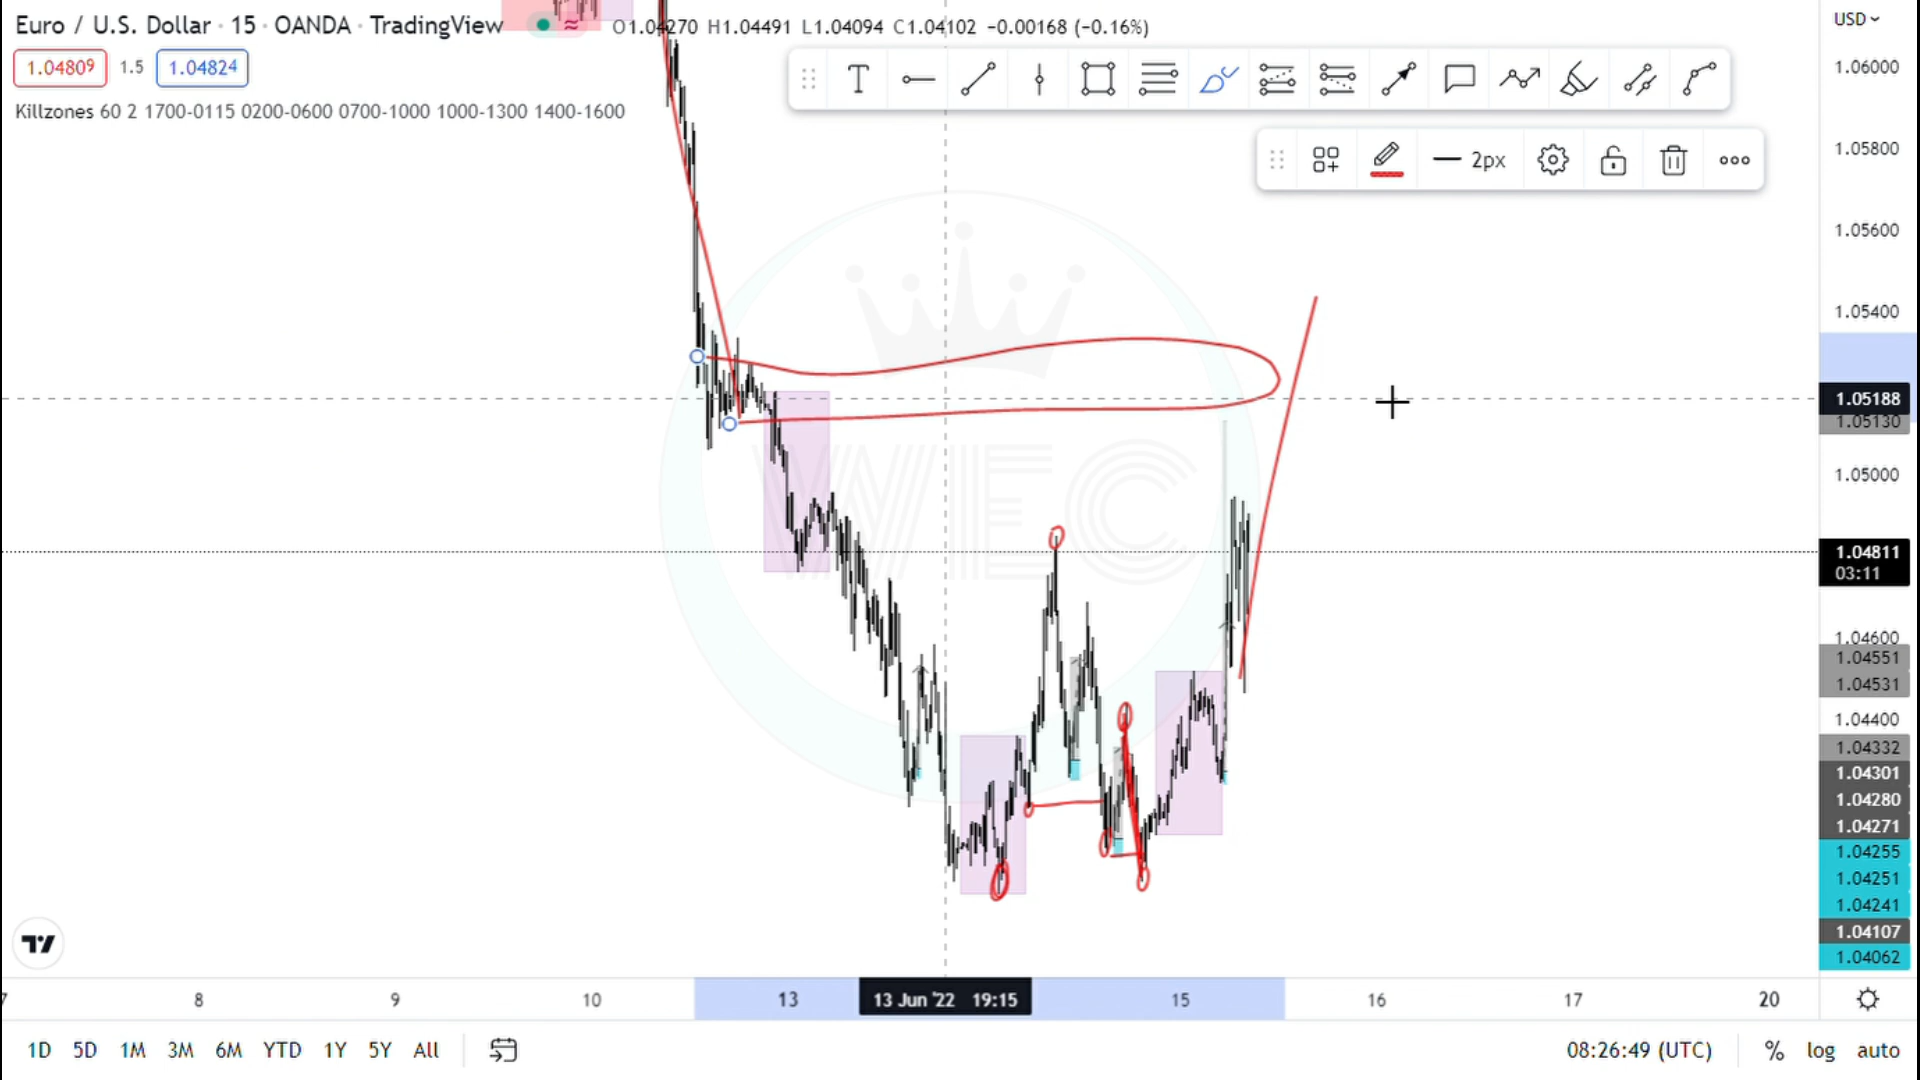 Euro / U.S. Dollar · 15 · OANDA · TradingView
O1.04270 H1.04491 L1.04094 C1.04102 −0.00168 (−0.16%)
USD
1.04809 1.5 1.04824
Killzones 60 2 1700-0115 0200-0600 0700-1000 1000-1300 1400-1600
T
2px
1.06000
1.05800
1.05600
1.05400
1.05188
1.05130
1.05000
1.04811
03:11
1.04600
1.04551
1.04531
1.04400
1.04332
1.04301
1.04280
1.04271
1.04255
1.04251
1.04241
1.04107
1.04062
WEC
7 8 9 10 13 13 Jun '22 19:15 15 16 17 20
1D 5D 1M 3M 6M YTD 1Y 5Y All
08:26:49 (UTC) % log auto